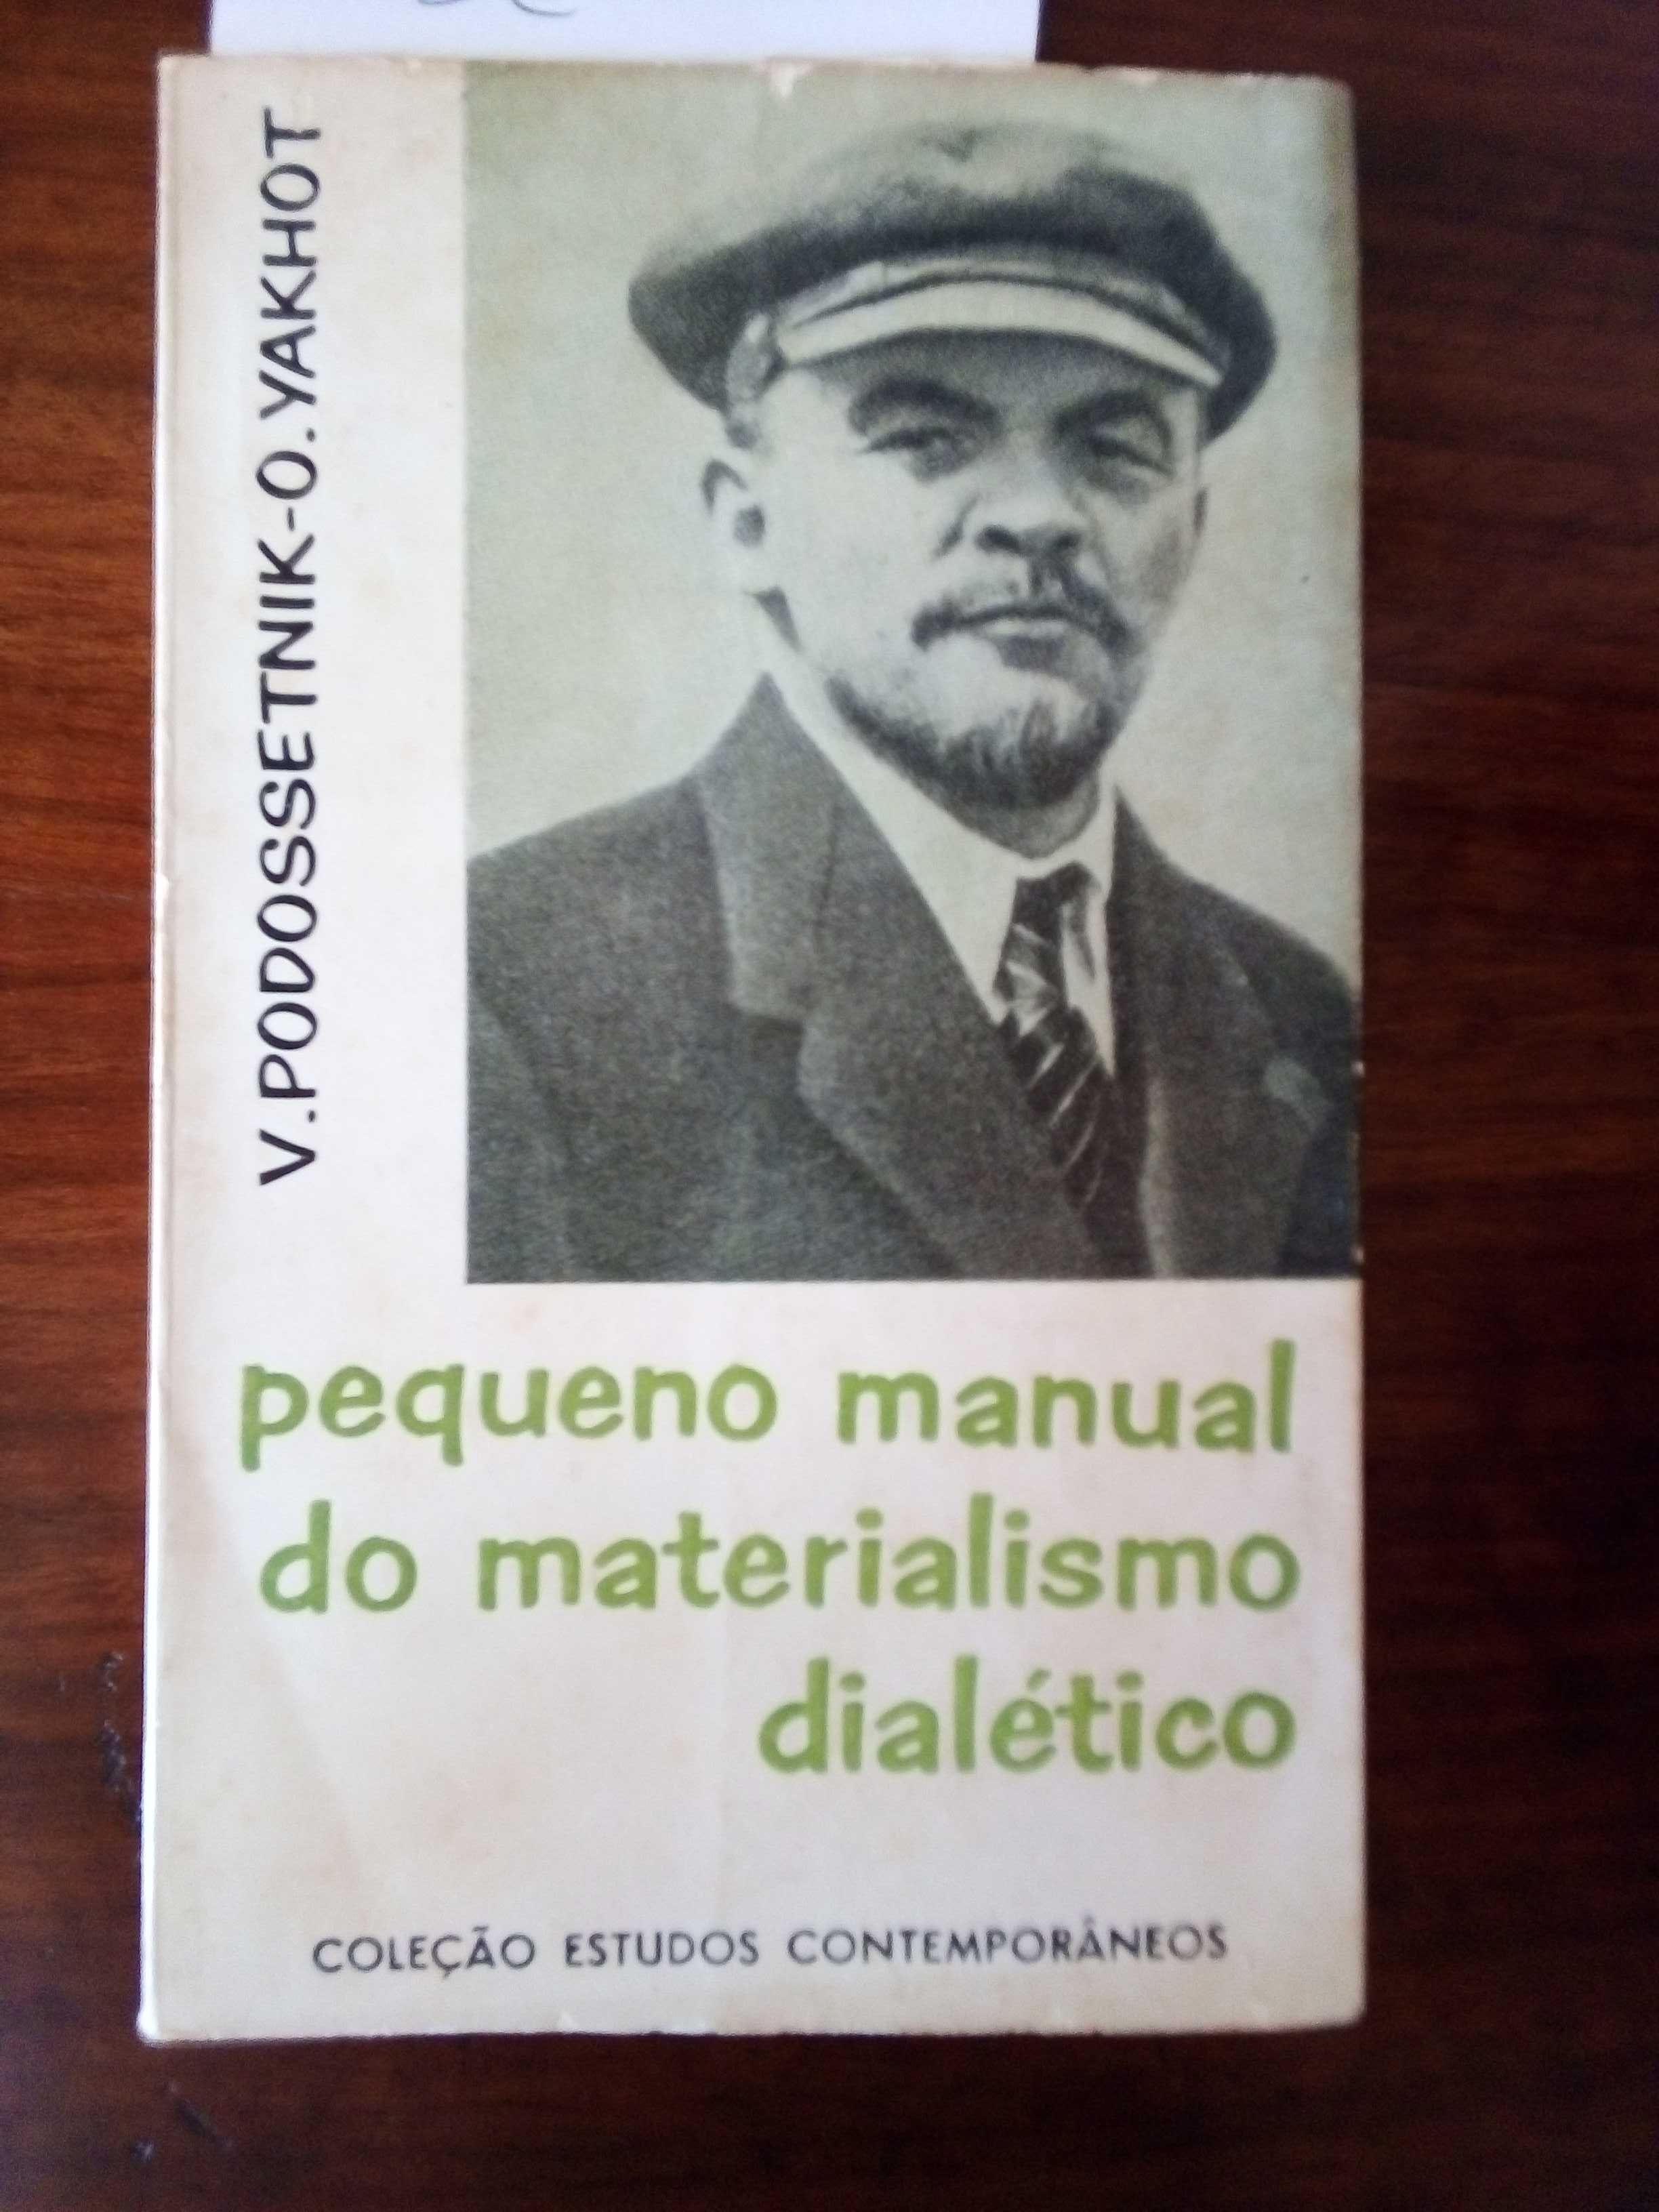 V. PODOSSETNIK-O. YAKHOT
pequeno manual
do materialismo
dialético
COLEÇÃO ESTUDOS CONTEMPORÂNEOS